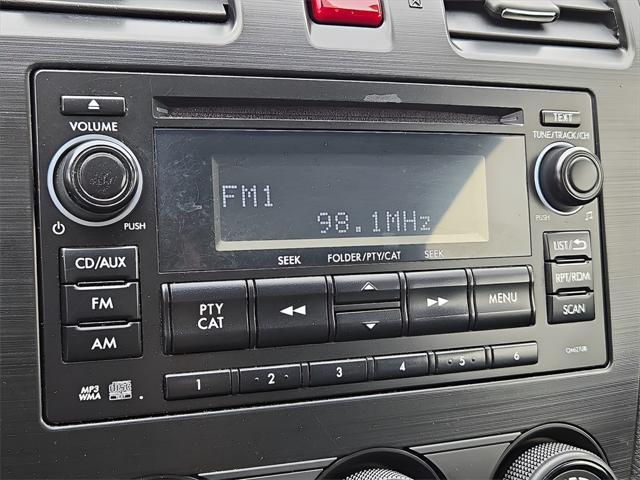 TEXT
VOLUME
TUNE/TRACK/CH
FM1
98.1MHz
PUSH
PUSH
SEEK FOLDER/PTY/CAT SEEK
CD/AUX
LIST/
FM
PTY
CAT
MENU
RPT/RDM
AM
SCAN
MP3
WMA
1 2 3 4 5 6